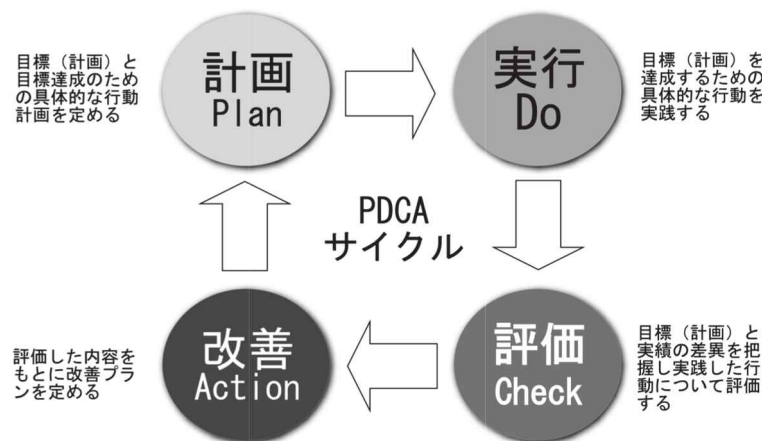 目標（計画）と
目標達成のため
の具体的な行動
計画を定める
計画
Plan
実行
Do
目標（計画）を
達成するための
具体的な行動を
実践する
PDCA
サイクル
評価した内容を
もとに改善プラ
ンを定める
改善
Action
評価
Check
目標（計画）と
実績の差異を把
握し実践した行
動について評価
する